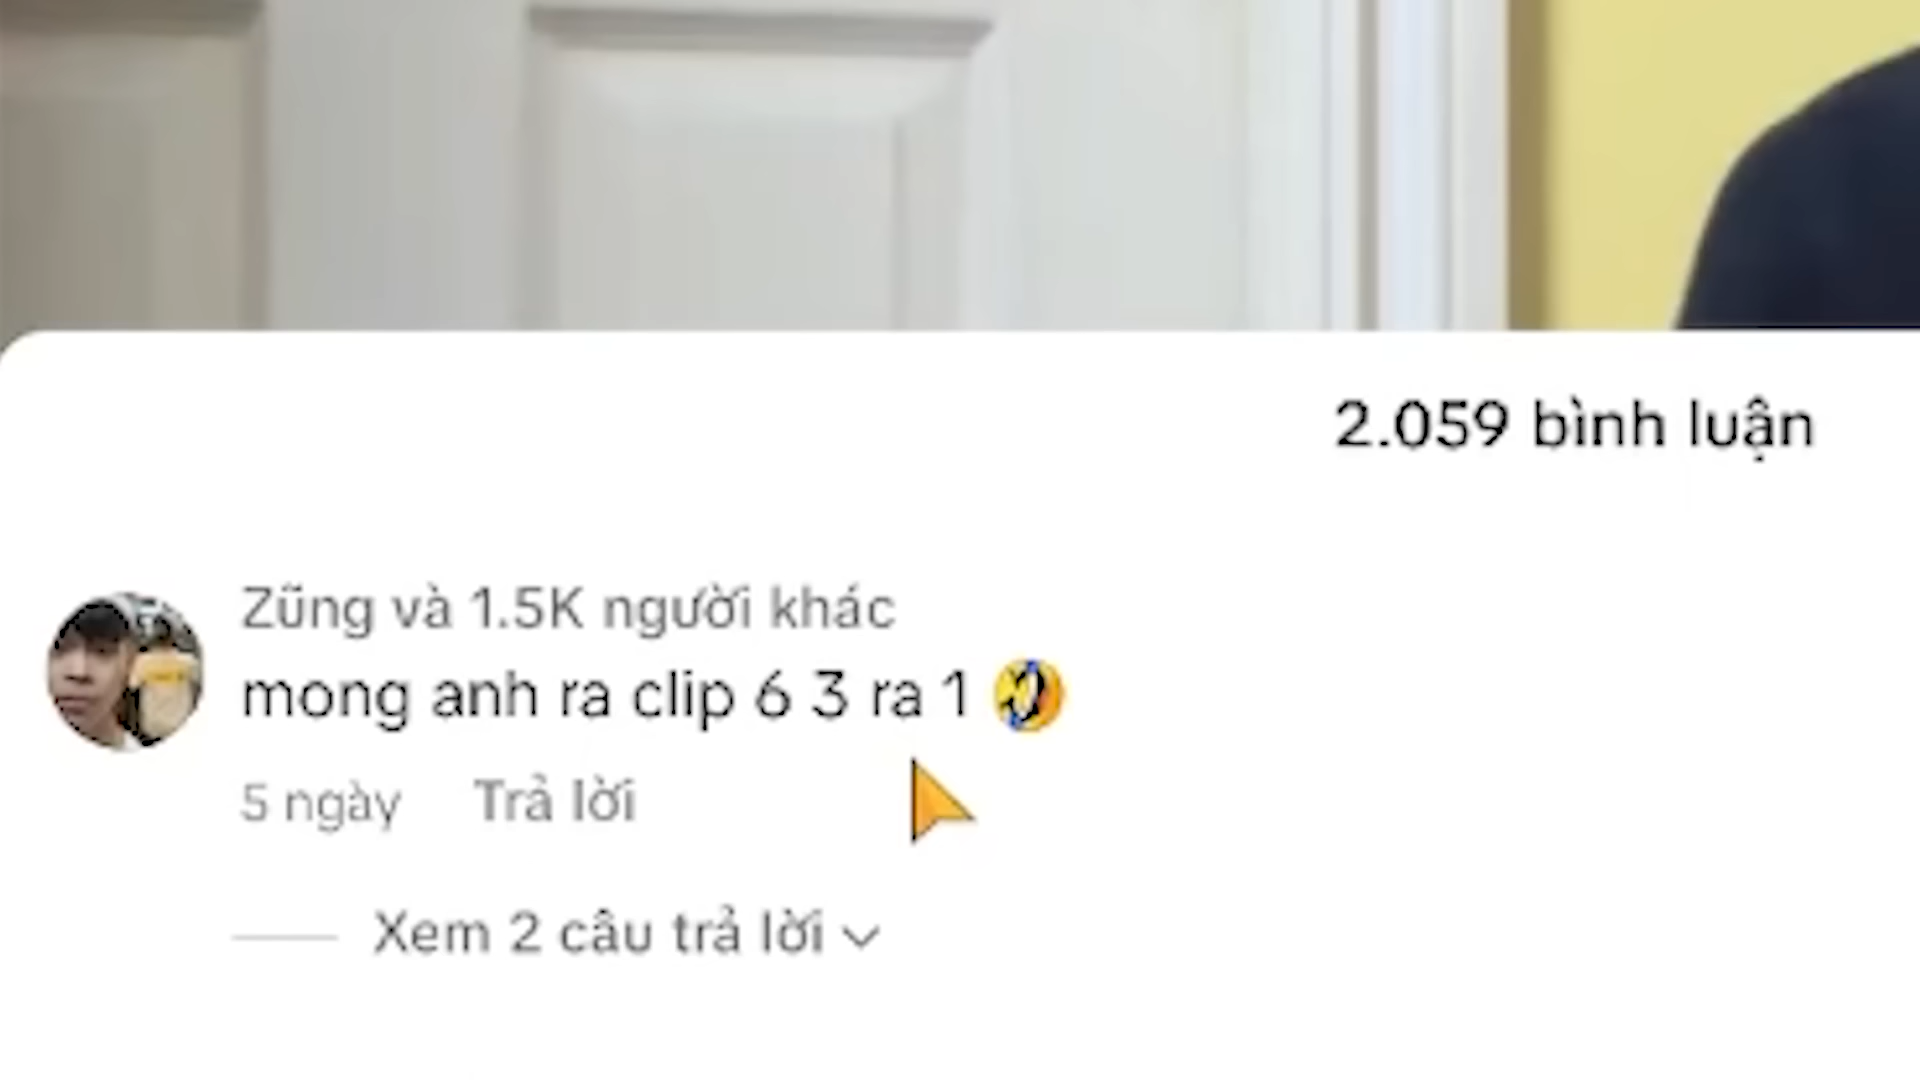 2.059 bình luận
Zũng và 1.5K người khác
mong anh ra clip 6 3 ra 1 🤣
5 ngày Trả lời
Xem 2 câu trả lời